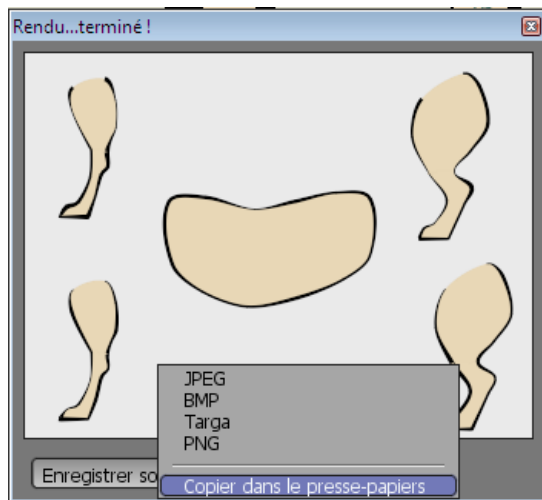 Rendu...terminé !
JPEG
BMP
Targa
PNG
Enregistrer so
Copier dans le presse-papiers